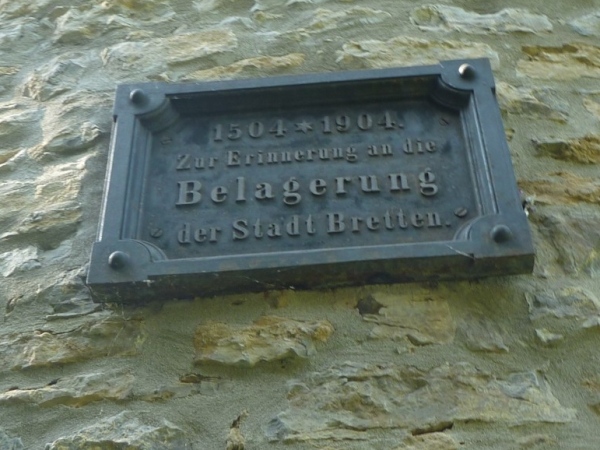 1504 * 1904.
Zur Erinnerung an die
Belagerung
der Stadt Bretten.